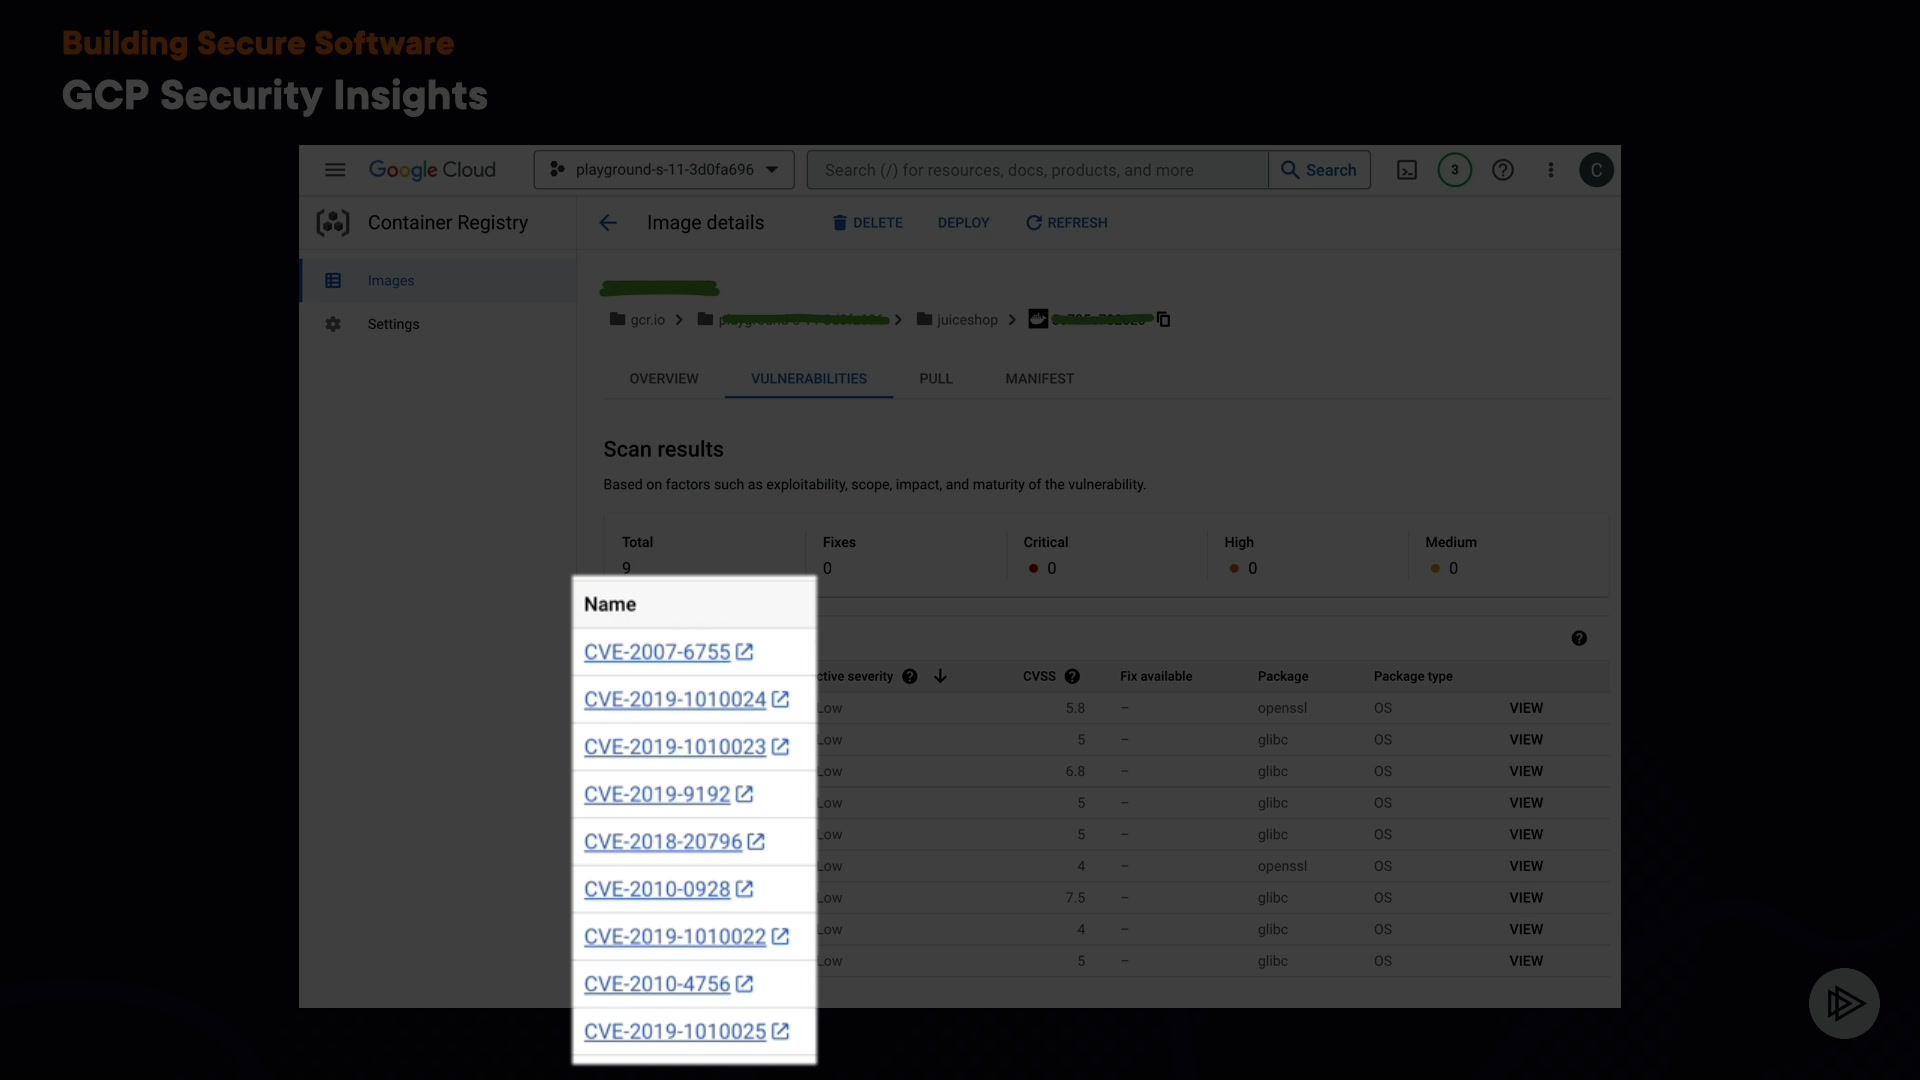 Building Secure Software
GCP Security Insights
Google Cloud
playground-s-11-3d0fa696
Search (/) for resources, docs, products, and more
Search
3
C
Container Registry
Image details
DELETE
DEPLOY
REFRESH
Images
Settings
gcr.io
juiceshop
OVERVIEW
VULNERABILITIES
PULL
MANIFEST
Scan results
Based on factors such as exploitability, scope, impact, and maturity of the vulnerability.
Total
Fixes
Critical
High
Medium
9
0
0
0
0
Name
CVE-2007-6755
CVE-2019-1010024
CVE-2019-1010023
CVE-2019-9192
CVE-2018-20796
CVE-2010-0928
CVE-2019-1010022
CVE-2010-4756
CVE-2019-1010025
ctive severity CVSS Fix available Package Package type
Low 5.8 – openssl OS VIEW
Low 5 – glibc OS VIEW
Low 6.8 – glibc OS VIEW
Low 5 – glibc OS VIEW
Low 5 – glibc OS VIEW
Low 4 – openssl OS VIEW
Low 7.5 – glibc OS VIEW
Low 4 – glibc OS VIEW
Low 5 – glibc OS VIEW